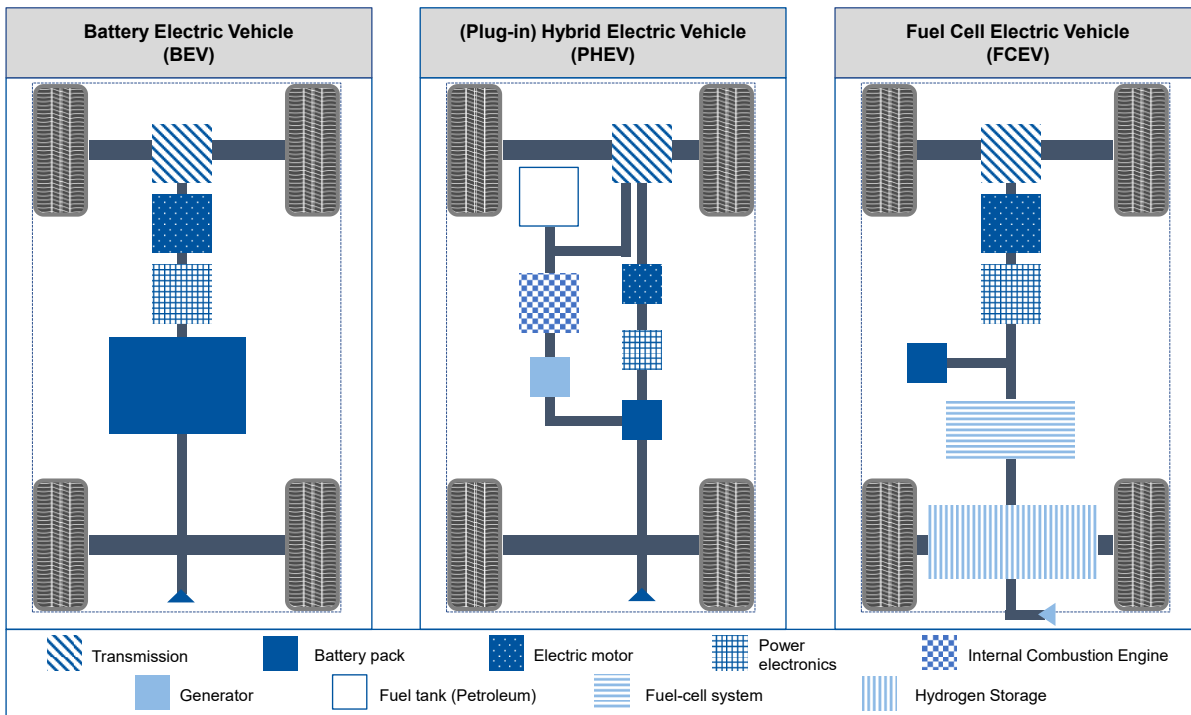 Battery Electric Vehicle
(BEV)
(Plug-in) Hybrid Electric Vehicle
(PHEV)
Fuel Cell Electric Vehicle
(FCEV)
Transmission
Battery pack
Electric motor
Power
electronics
Internal Combustion Engine
Generator
Fuel tank (Petroleum)
Fuel-cell system
Hydrogen Storage